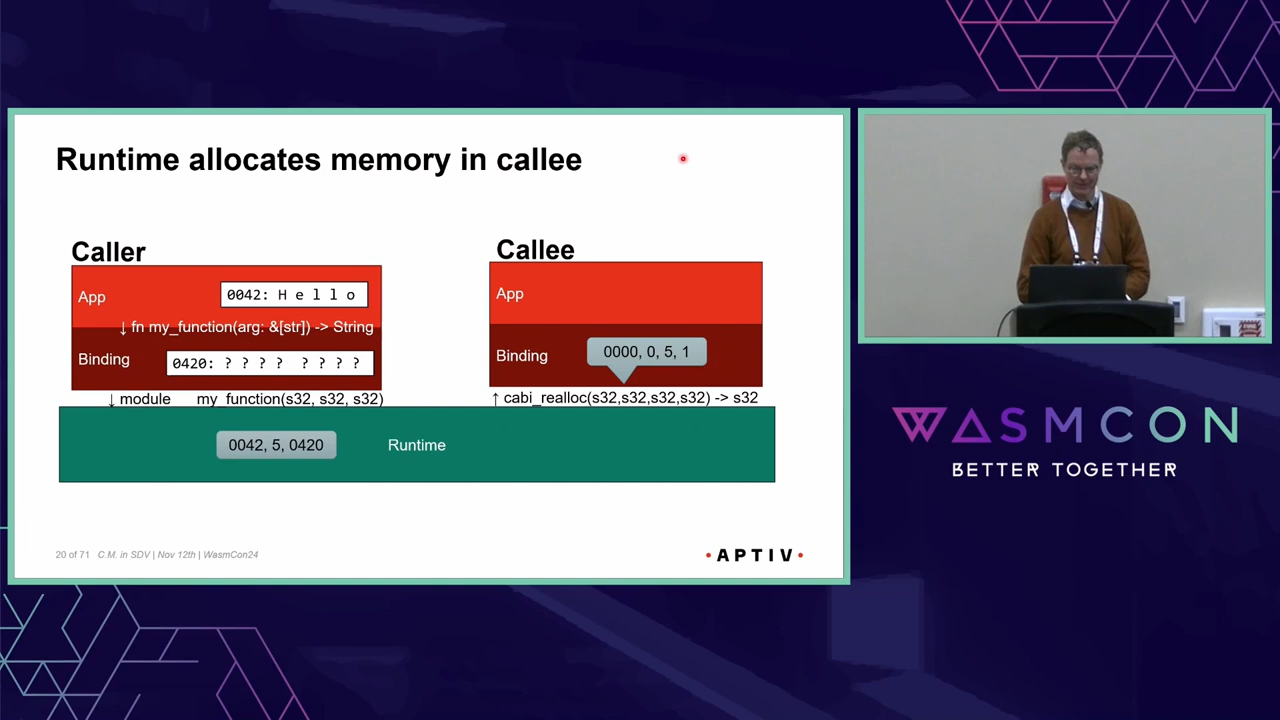 Runtime allocates memory in callee
Caller
App
0042: H e l l o
↓ fn my_function(arg: &[str]) -> String
Binding
0420: ? ? ? ? ? ? ? ?
↓ module my_function(s32, s32, s32)
Callee
App
Binding
0000, 0, 5, 1
↑ cabi_realloc(s32,s32,s32,s32) -> s32
0042, 5, 0420
Runtime
20 of 71 C.M. in SDV | Nov 12th | WasmCon24
• A P T I V •
WASMCON
BETTER TOGETHER